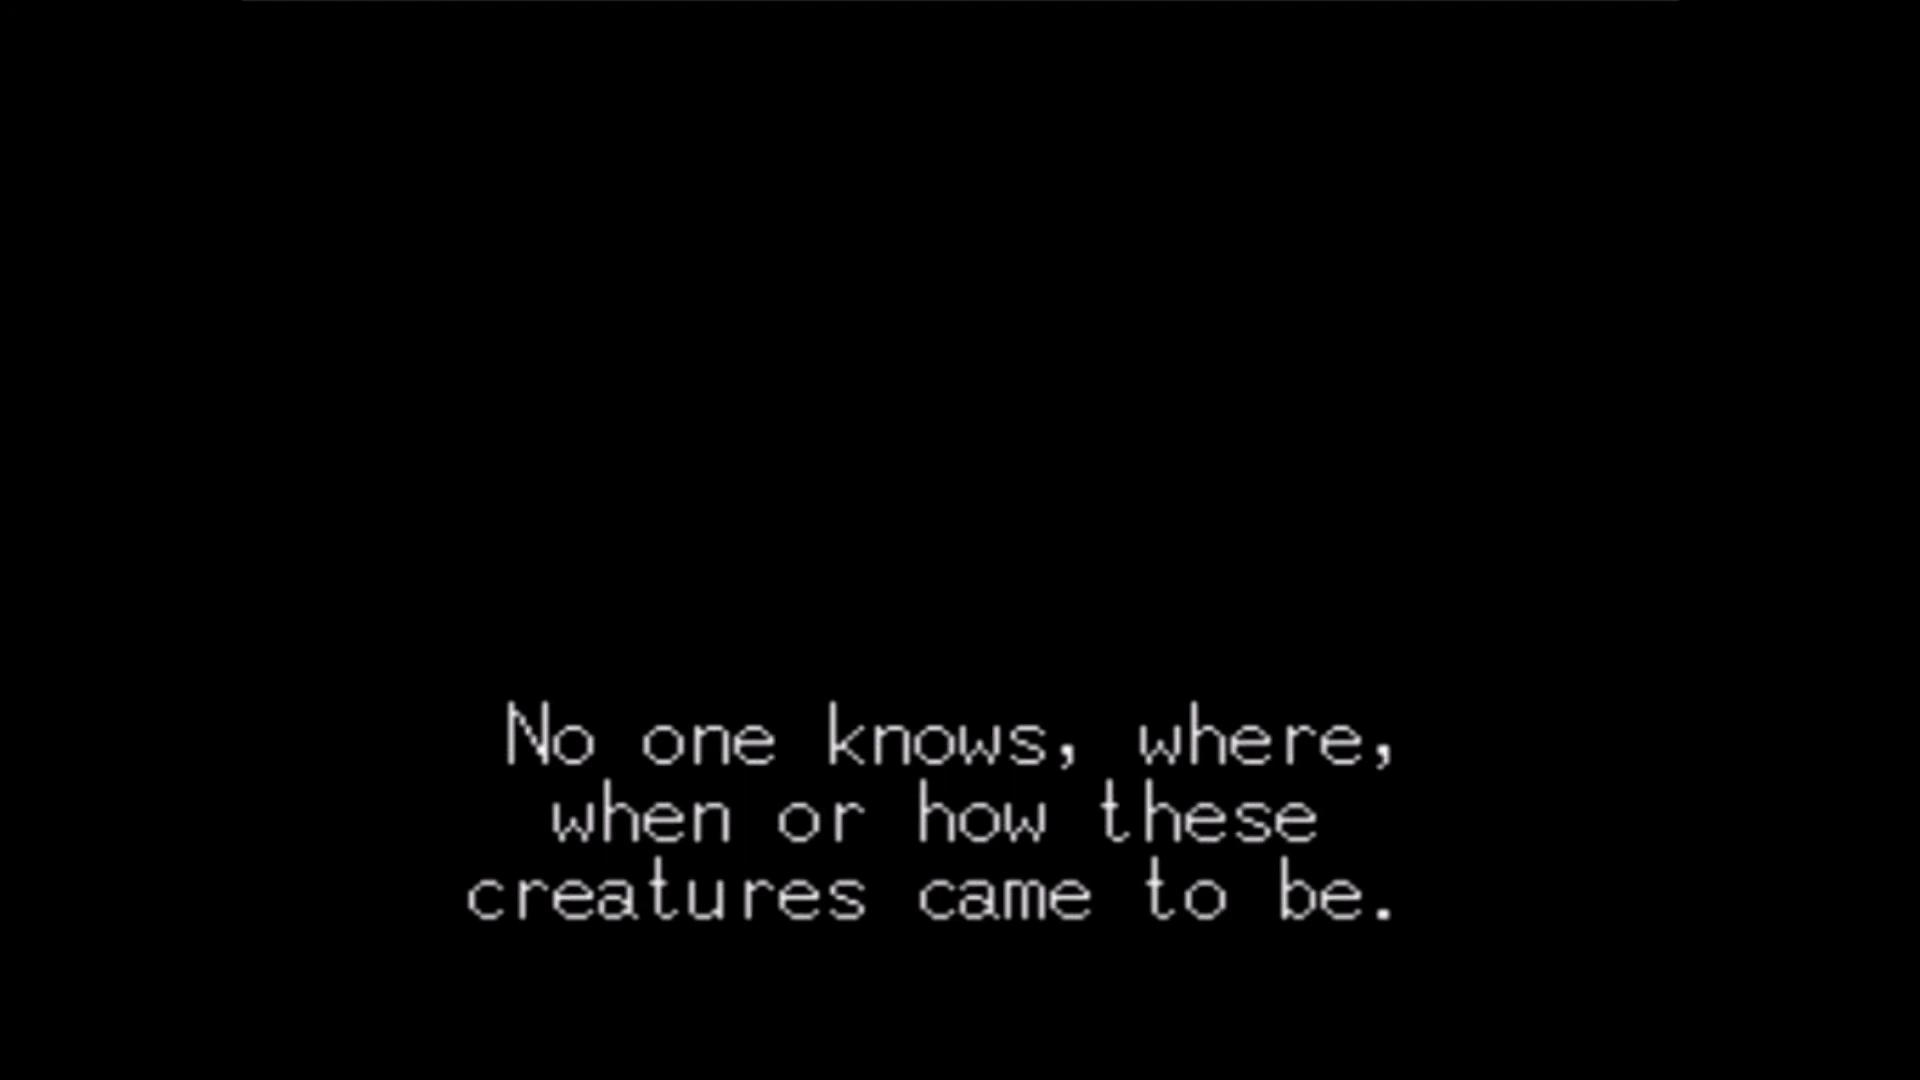 No one knows, where,
when or how these
creatures came to be.